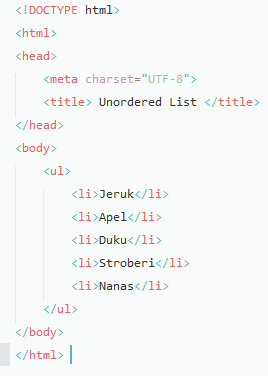 <!DOCTYPE html>
<html>
<head>
    <meta charset="UTF-8">
    <title> Unordered List </title>
</head>
<body>
    <ul>
        <li>Jeruk</li>
        <li>Apel</li>
        <li>Duku</li>
        <li>Stroberi</li>
        <li>Nanas</li>
    </ul>
</body>
</html>